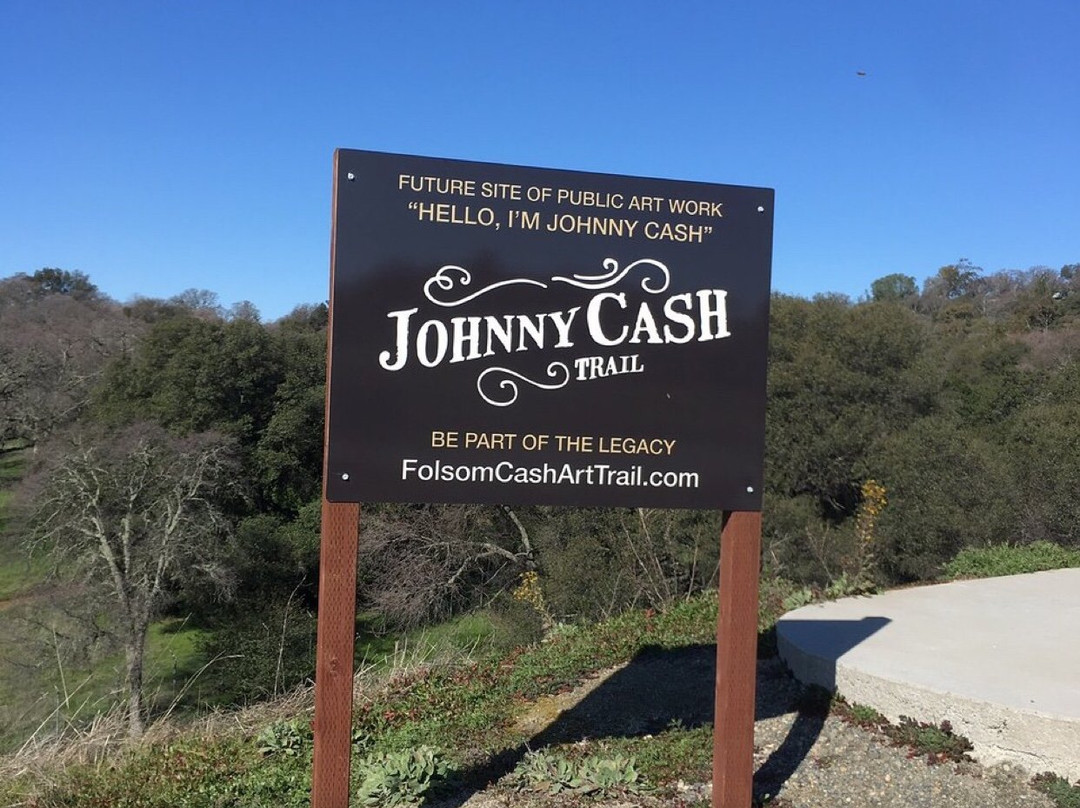 FUTURE SITE OF PUBLIC ART WORK
“HELLO, I’M JOHNNY CASH”
JOHNNY CASH
TRAIL
BE PART OF THE LEGACY
FolsomCashArtTrail.com